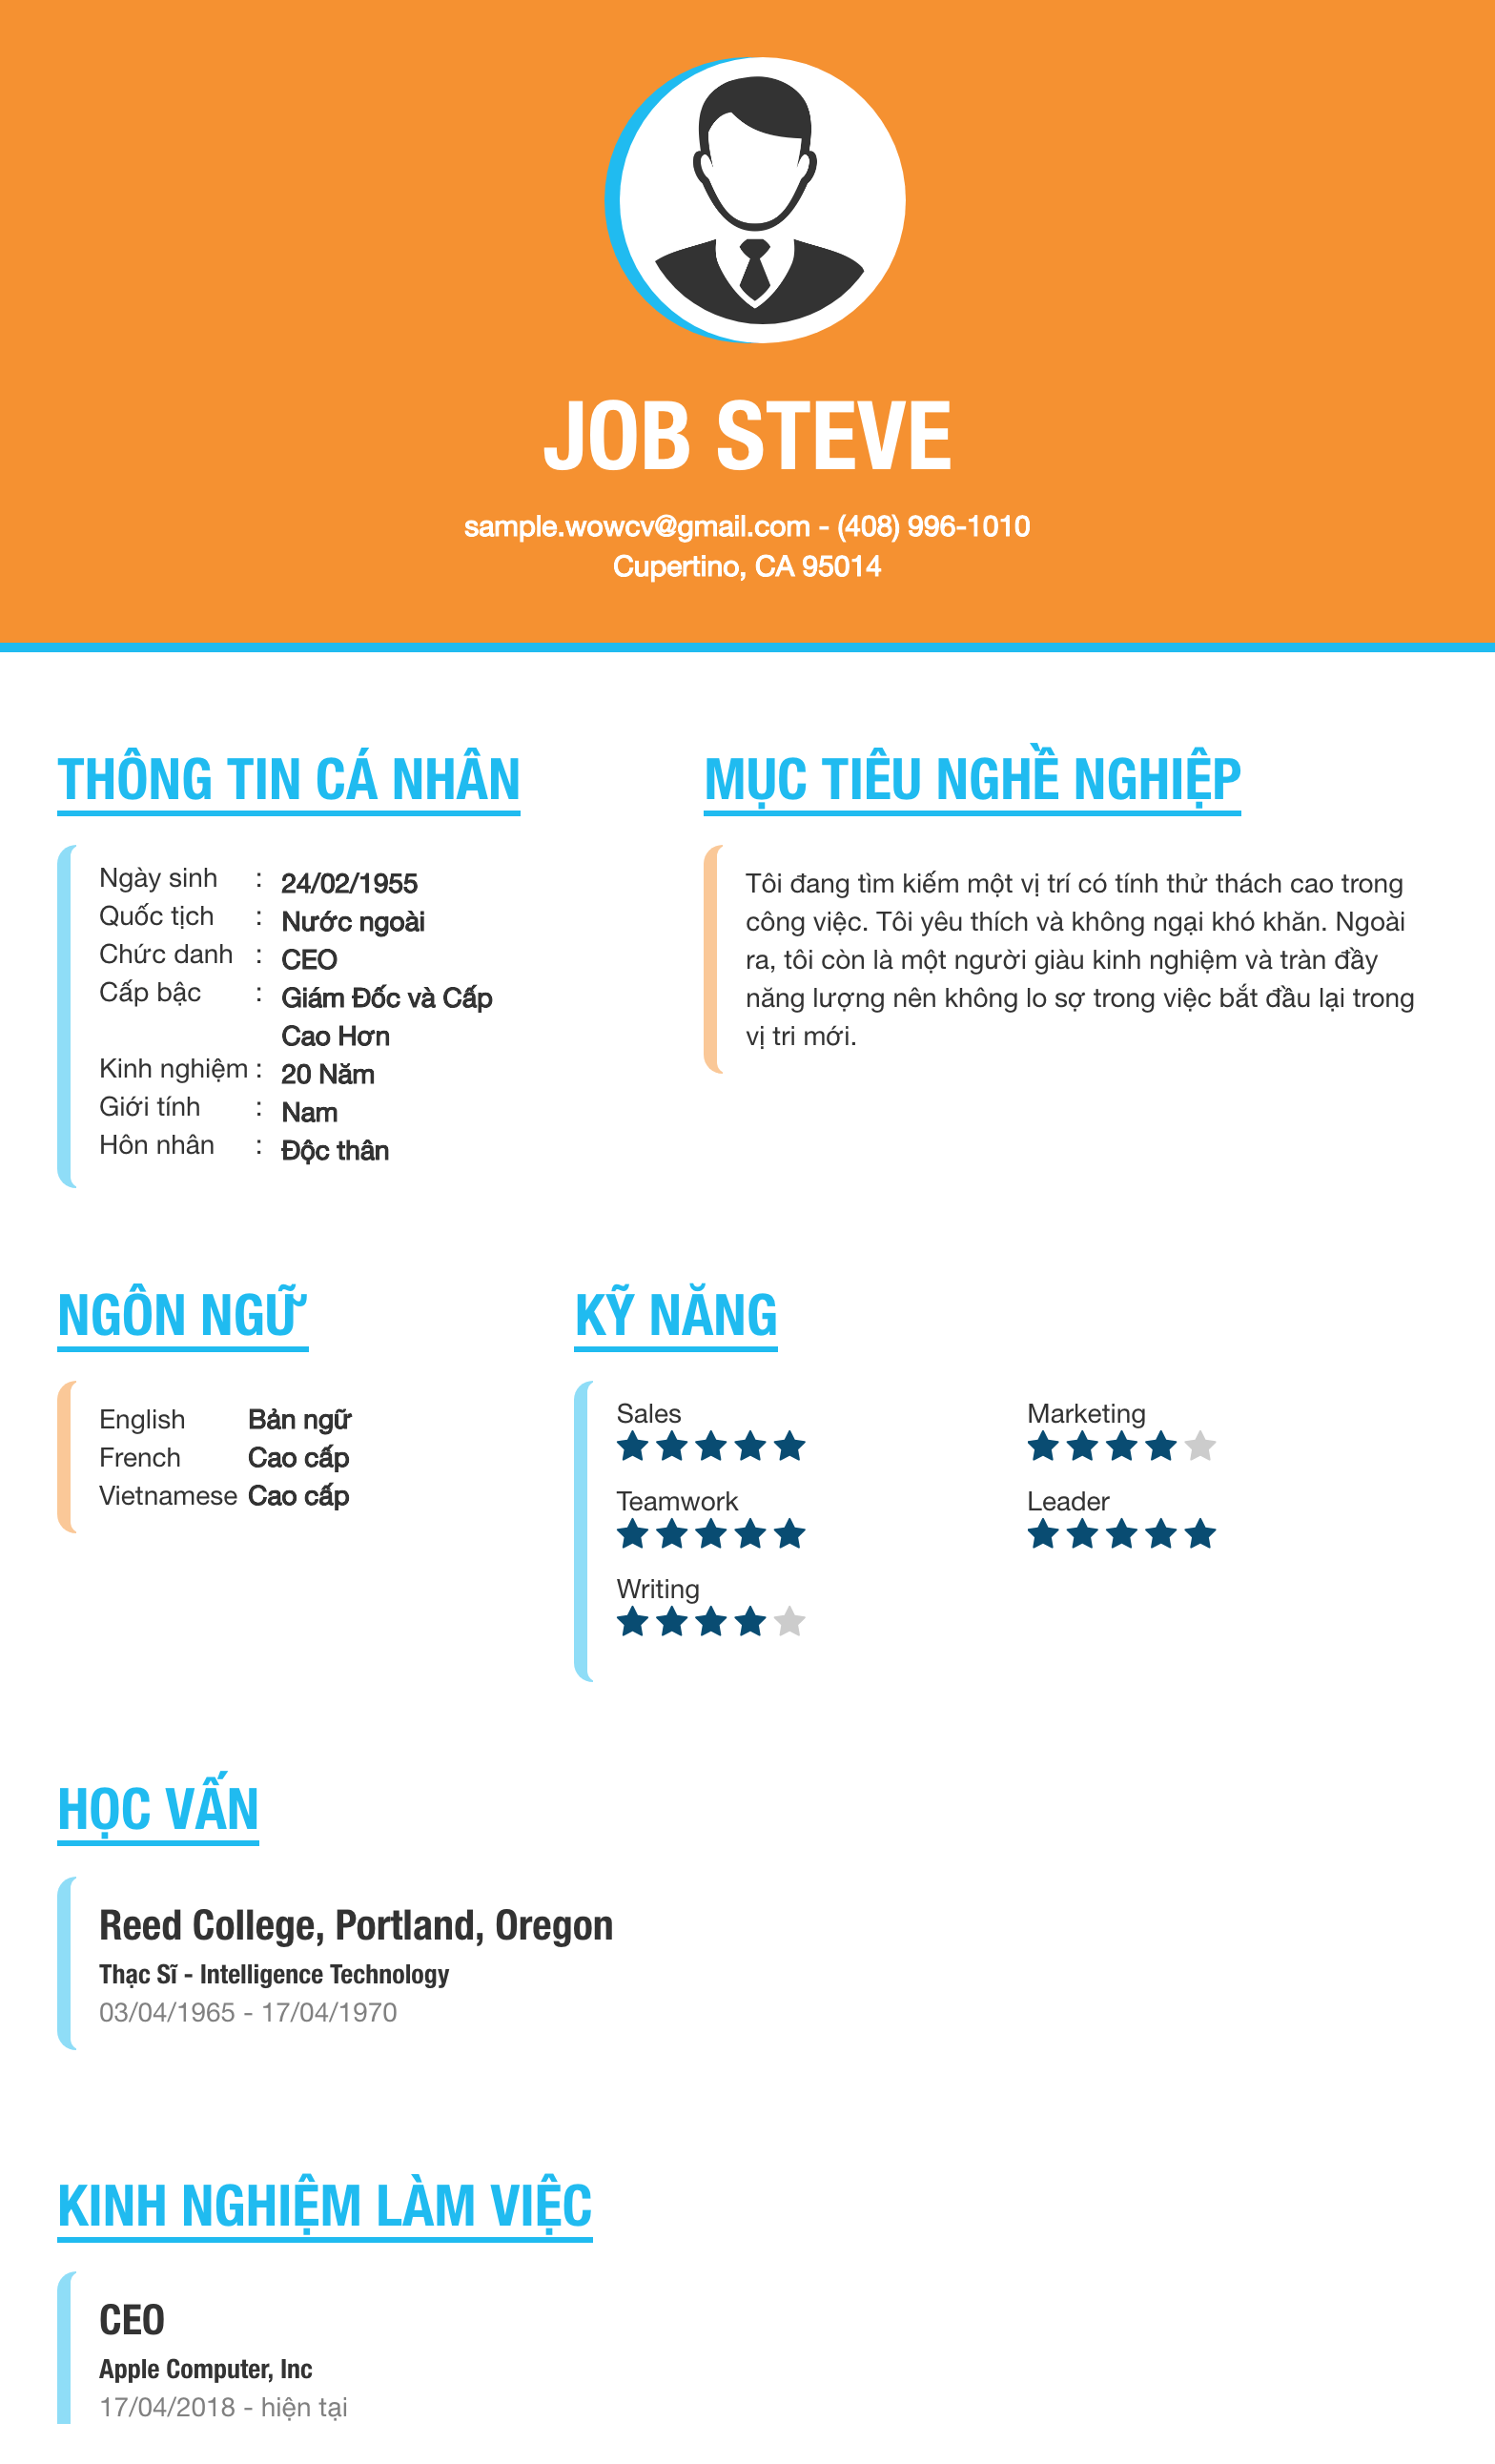 JOB STEVE
sample.wowcv@gmail.com - (408) 996-1010
Cupertino, CA 95014
THÔNG TIN CÁ NHÂN
Ngày sinh : 24/02/1955
Quốc tịch : Nước ngoài
Chức danh : CEO
Cấp bậc : Giám Đốc và Cấp
Cao Hơn
Kinh nghiệm : 20 Năm
Giới tính : Nam
Hôn nhân : Độc thân
MỤC TIÊU NGHỀ NGHIỆP
Tôi đang tìm kiếm một vị trí có tính thử thách cao trong
công việc. Tôi yêu thích và không ngại khó khăn. Ngoài
ra, tôi còn là một người giàu kinh nghiệm và tràn đầy
năng lượng nên không lo sợ trong việc bắt đầu lại trong
vị tri mới.
NGÔN NGỮ
English Bản ngữ
French Cao cấp
Vietnamese Cao cấp
KỸ NĂNG
Sales
Marketing
Teamwork
Leader
Writing
HỌC VẤN
Reed College, Portland, Oregon
Thạc Sĩ - Intelligence Technology
03/04/1965 - 17/04/1970
KINH NGHIỆM LÀM VIỆC
CEO
Apple Computer, Inc
17/04/2018 - hiện tại